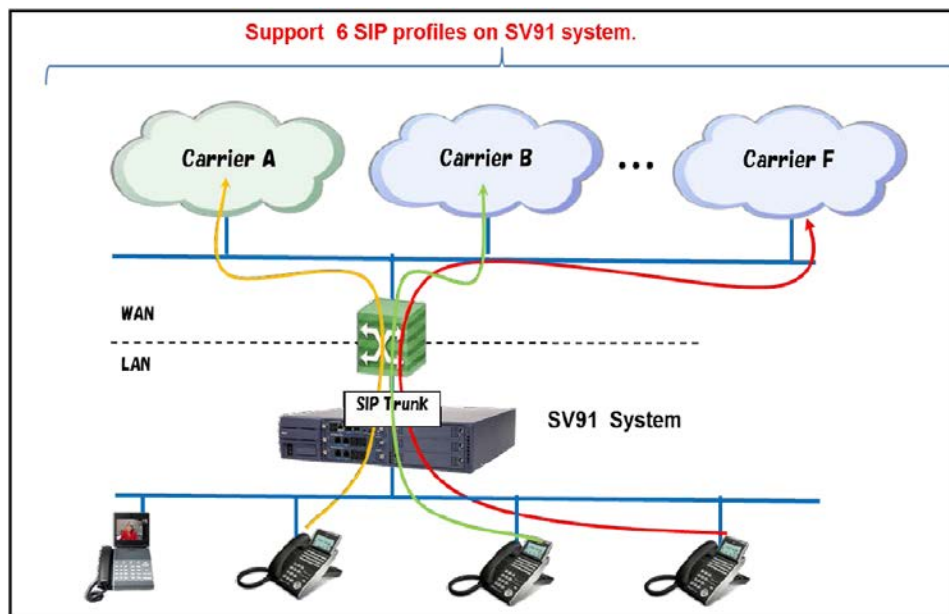 Support 6 SIP profiles on SV91 system.
Carrier A
Carrier B
...
Carrier F
WAN
LAN
SIP Trunk
SV91 System